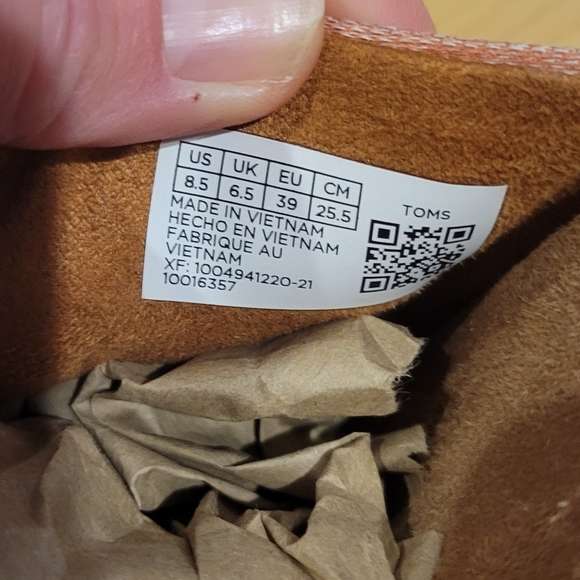 US UK EU CM
8.5 6.5 39 25.5
MADE IN VIETNAM
HECHO EN VIETNAM
FABRIQUE AU
VIETNAM
XF: 1004941220-21
10016357
TOMS